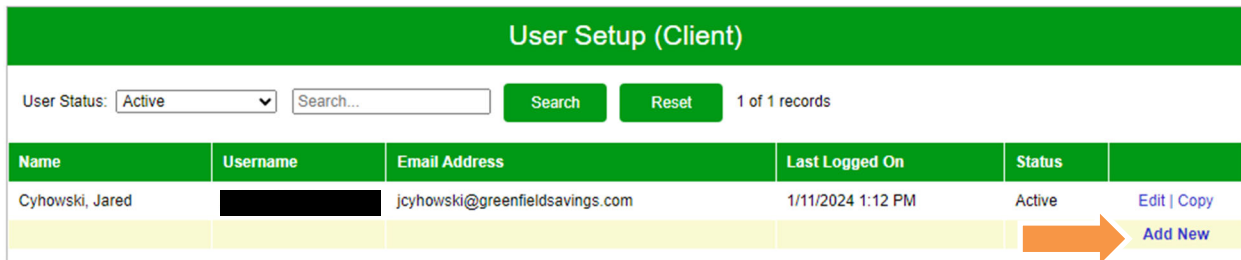 User Setup (Client)
User Status: Active Search... Search Reset 1 of 1 records
Name Username Email Address Last Logged On Status
Cyhowski, Jared jcyhowski@greenfieldsavings.com 1/11/2024 1:12 PM Active Edit | Copy
Add New